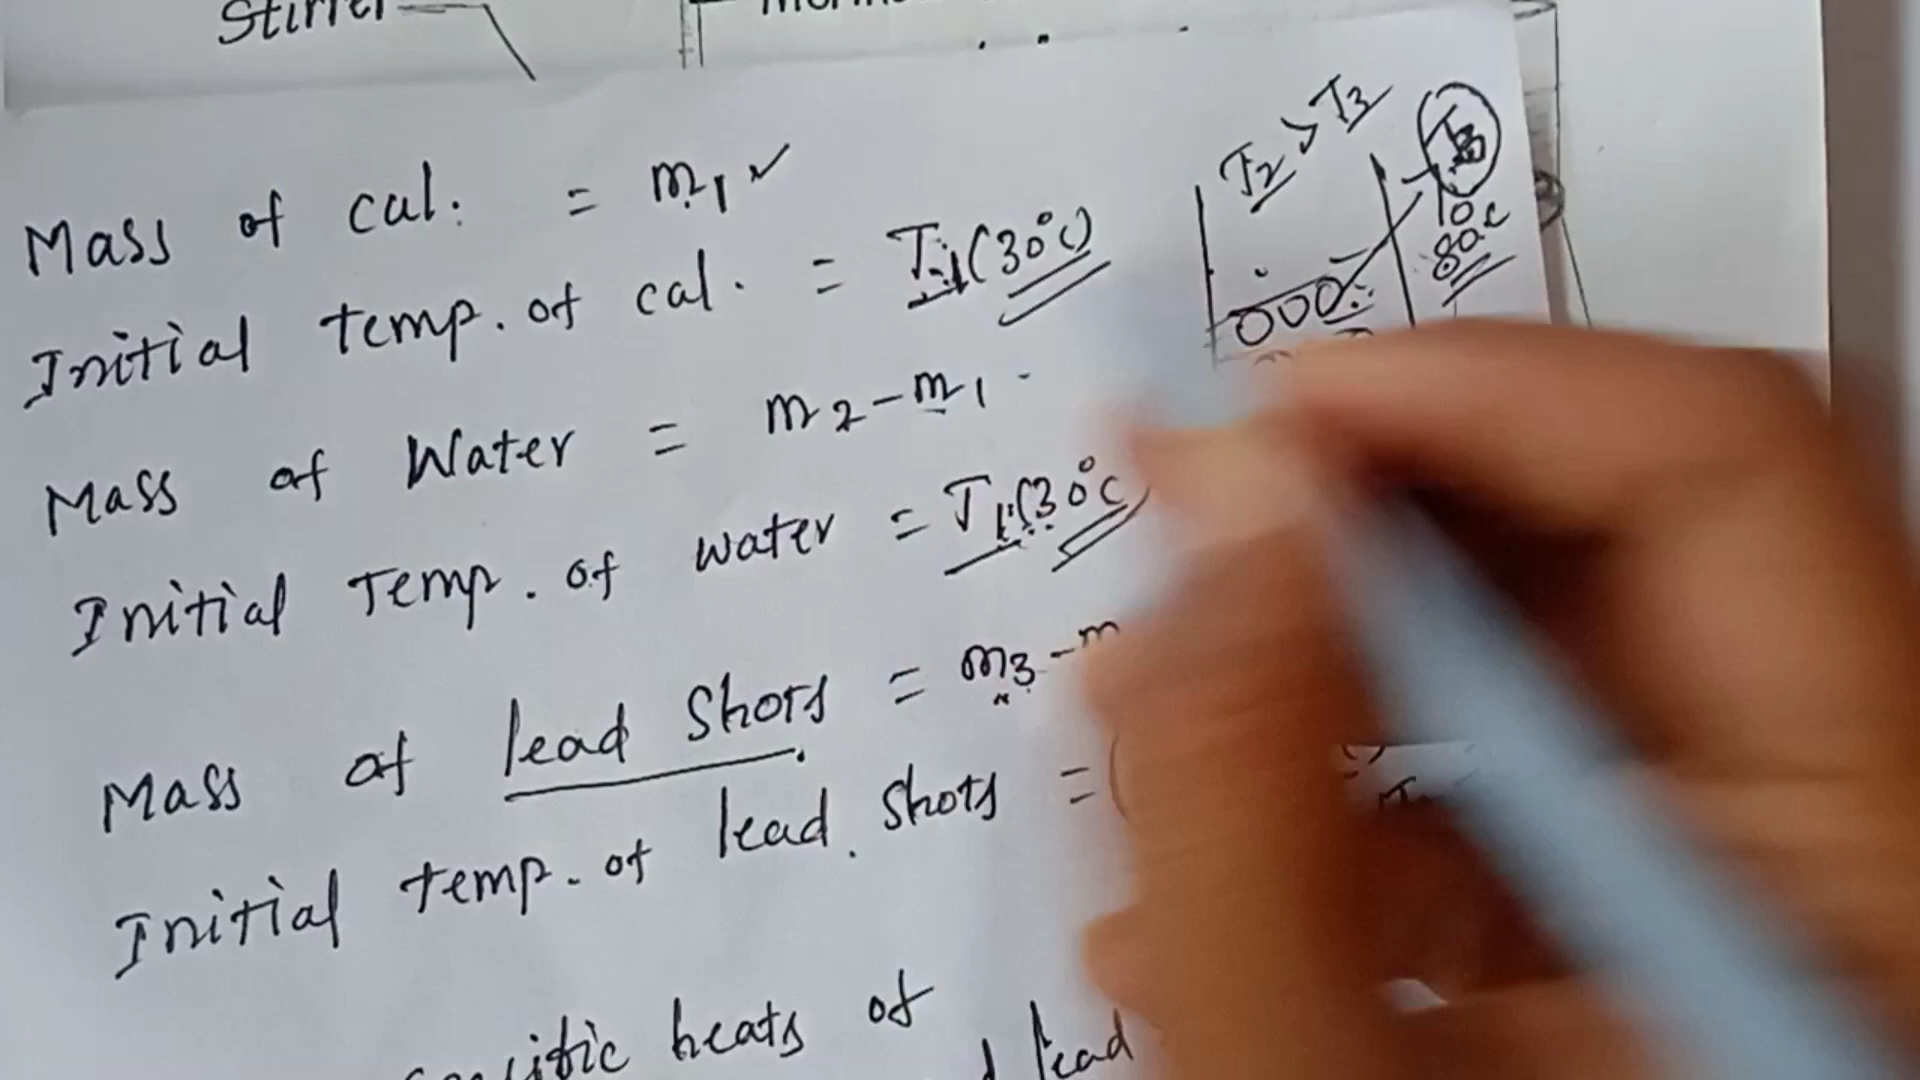 Stirrer
Mass of cal. = m1 ✓
Initial temp. of cal. = T1 (30°C)
Mass of Water = m2 - m1
Initial Temp. of water = T1 (30°C
Mass of lead Shots = m3 - m
Initial temp. of lead shots = (
heats of
lead
T2 > T3
T3
80°C